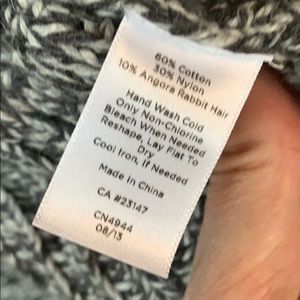 60% Cotton
30% Nylon
10% Angora Rabbit Hair
Hand Wash Cold
Only Non-Chlorine
Bleach When Needed
Reshape, Lay Flat To
Dry
Cool Iron, If Needed
Made in China
CA #23147
CN4944
08/13